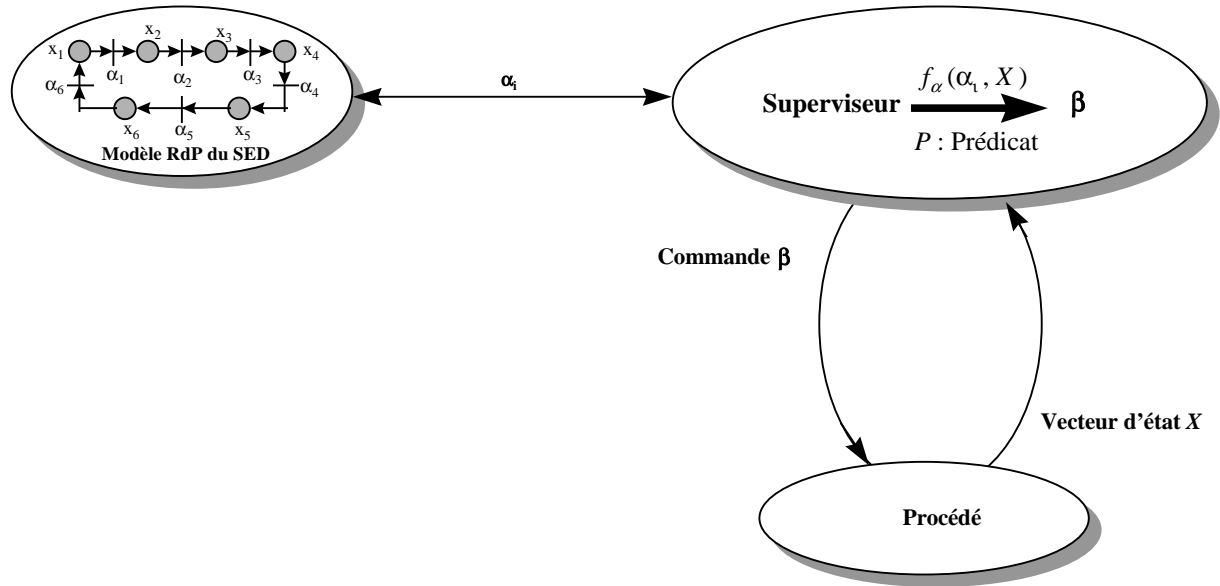 x₁ x₂ x₃ x₄
α₁ α₂ α₃ α₄
α₆
x₆ α₅ x₅
Modèle RdP du SED
αᵢ
Superviseur fα(αι, X) β
P : Prédicat
Commande β
Vecteur d'état X
Procédé